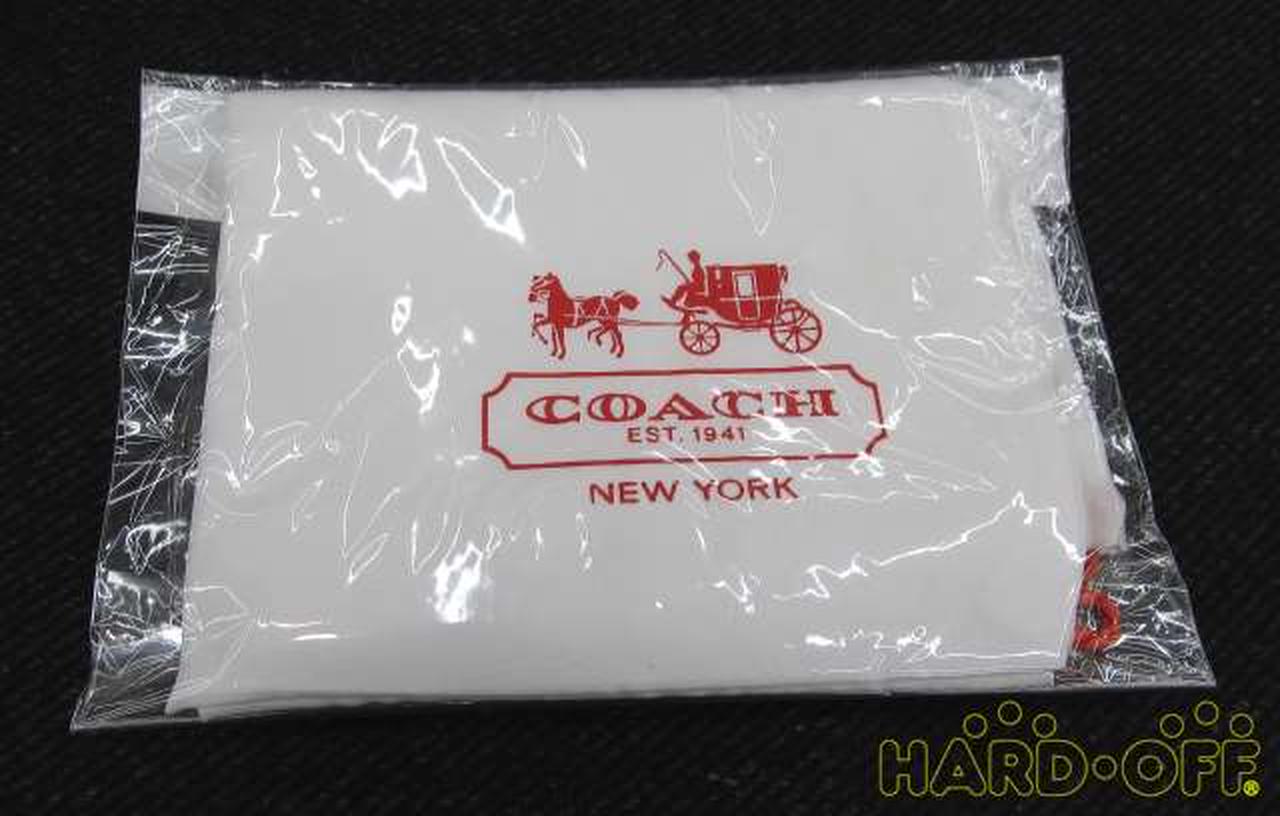 COACH
EST. 1941
NEW YORK
HARD·OFF®